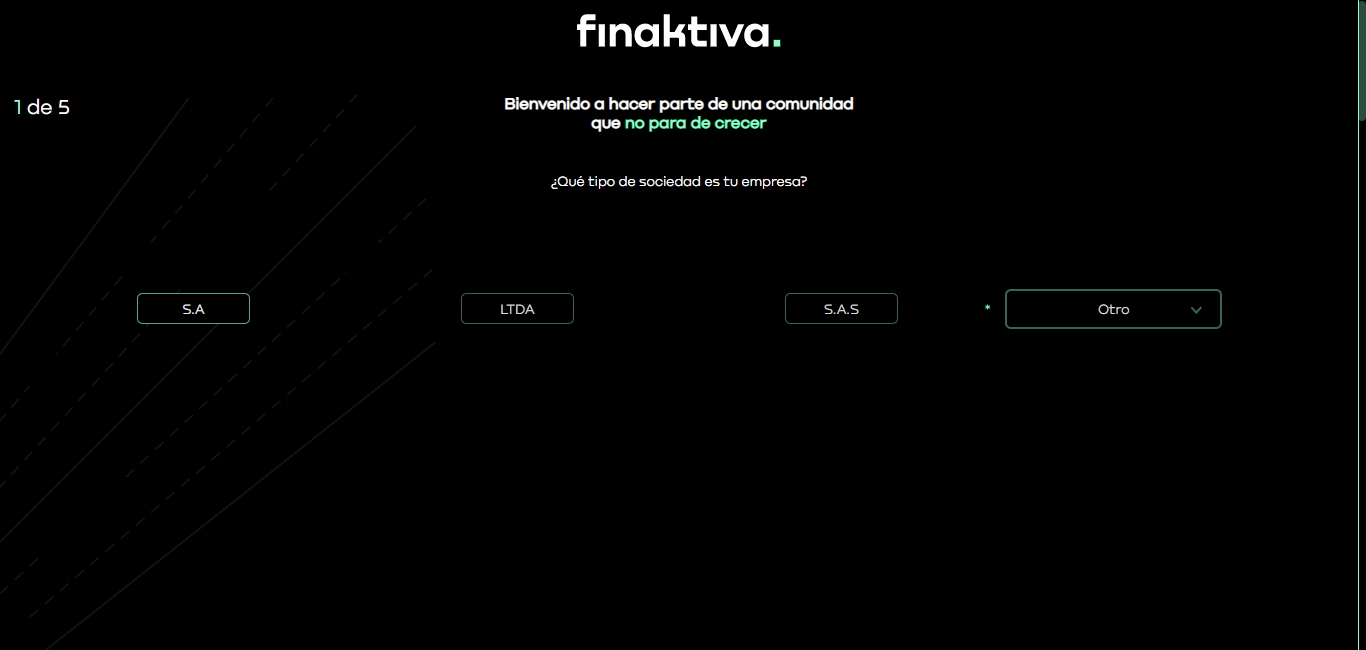 finaktiva.
1 de 5
Bienvenido a hacer parte de una comunidad
que no para de crecer
¿Qué tipo de sociedad es tu empresa?
S.A
LTDA
S.A.S
* Otro